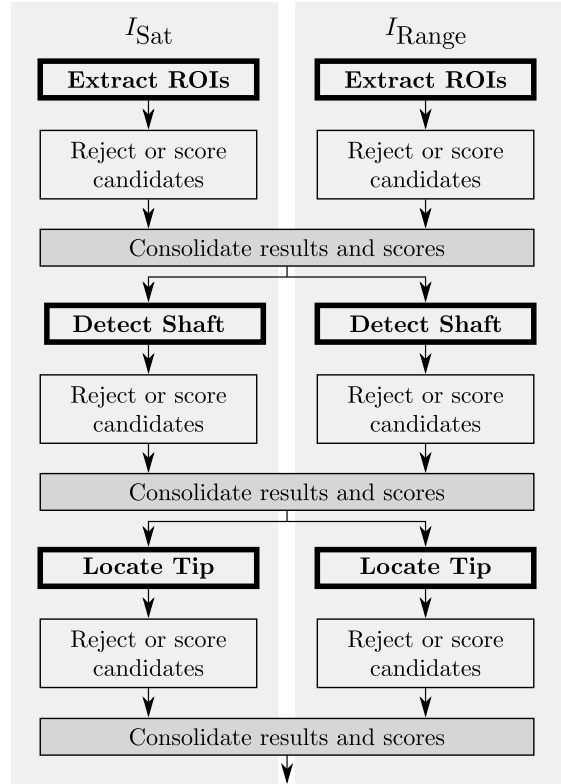 I_Sat I_Range
Extract ROIs Extract ROIs
Reject or score Reject or score
candidates candidates
Consolidate results and scores
Detect Shaft Detect Shaft
Reject or score Reject or score
candidates candidates
Consolidate results and scores
Locate Tip Locate Tip
Reject or score Reject or score
candidates candidates
Consolidate results and scores